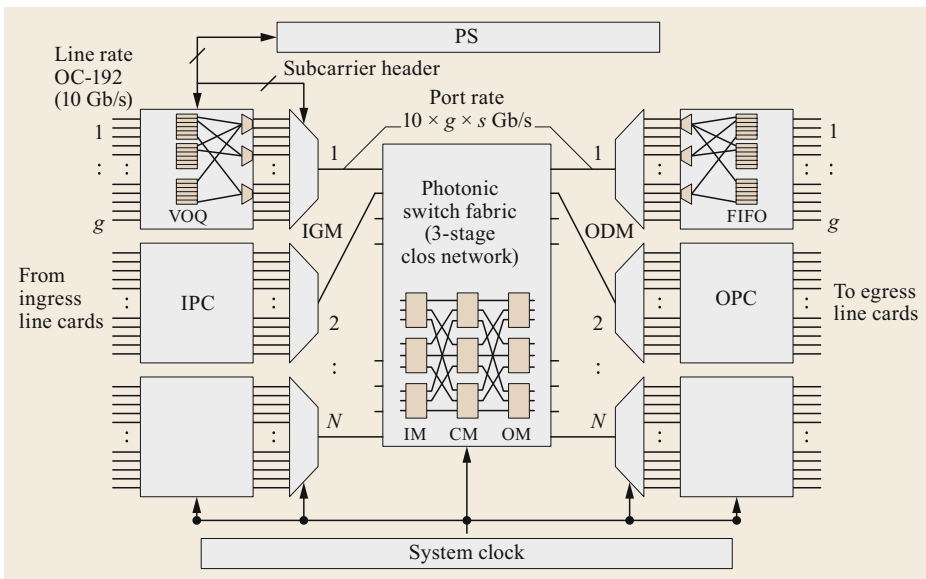 PS
Line rate
OC-192
(10 Gb/s)
Subcarrier header
Port rate
10 × g × s Gb/s
1
:
g
VOQ
:
1
IGM
Photonic
switch fabric
(3-stage
clos network)
1
ODM
:
FIFO
1
:
g
From
ingress
line cards
:
IPC
:
2
:
2
:
:
OPC
:
To egress
line cards
:
:
N
IM
CM
OM
N
:
:
System clock